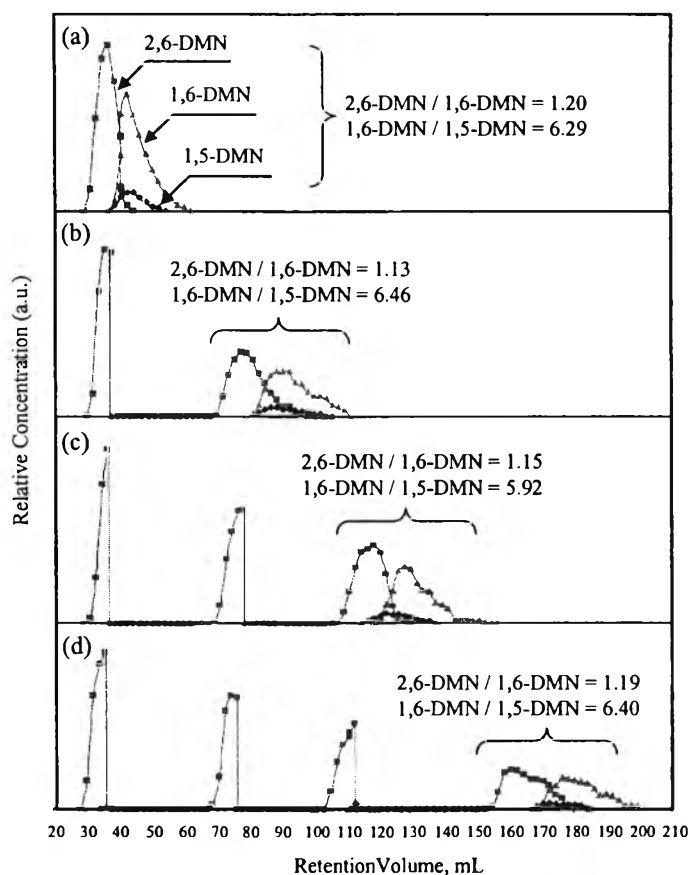 (a)
2,6-DMN
1,6-DMN
1,5-DMN
2,6-DMN / 1,6-DMN = 1.20
1,6-DMN / 1,5-DMN = 6.29
(b)
2,6-DMN / 1,6-DMN = 1.13
1,6-DMN / 1,5-DMN = 6.46
(c)
2,6-DMN / 1,6-DMN = 1.15
1,6-DMN / 1,5-DMN = 5.92
(d)
2,6-DMN / 1,6-DMN = 1.19
1,6-DMN / 1,5-DMN = 6.40
Relative Concentration (a.u.)
20 30 40 50 60 70 80 90 100 110 120 130 140 150 160 170 180 190 200 210
RetentionVolume, mL